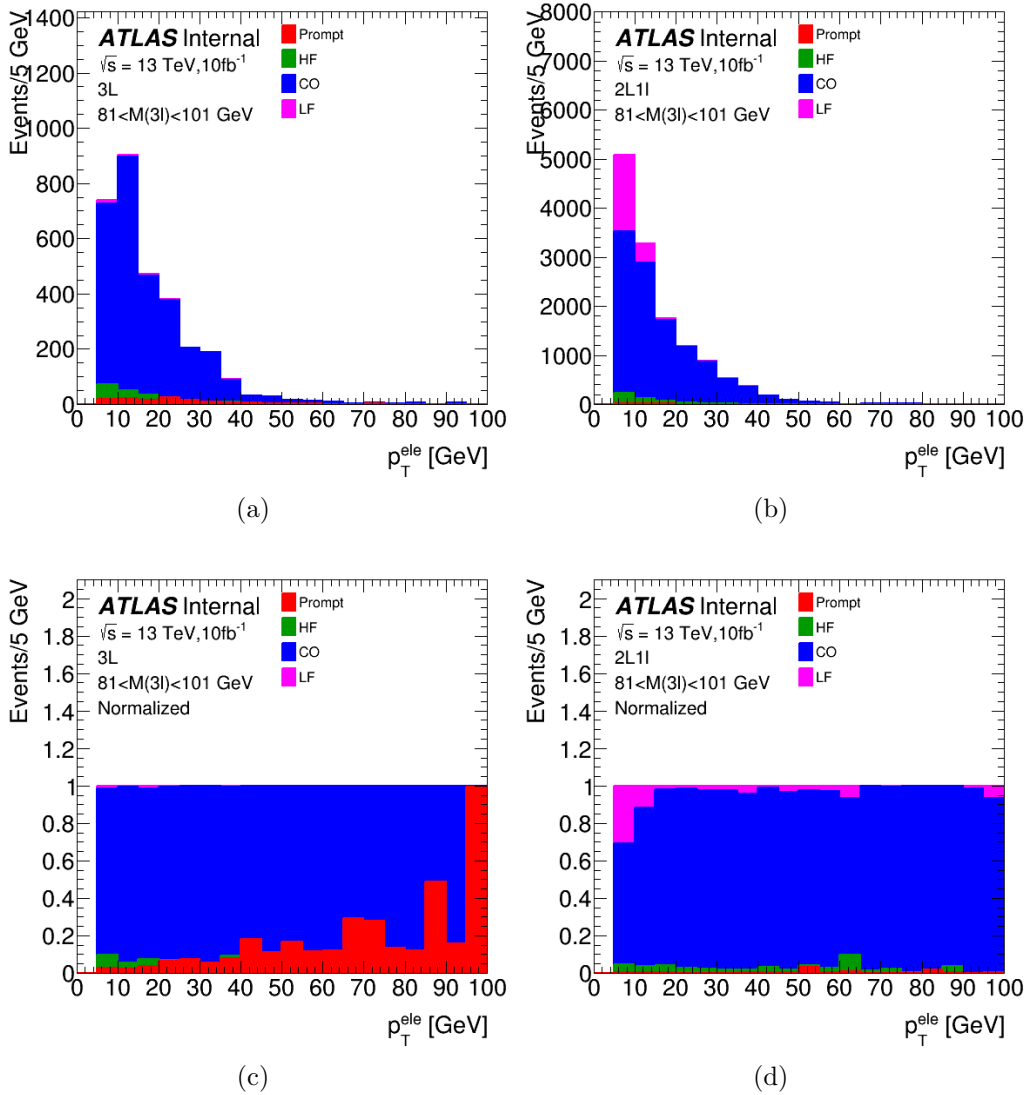 Events/5 GeV
1400
1200
1000
800
600
400
200
0
ATLAS Internal
√s = 13 TeV,10fb⁻¹
3L
81<M(3l)<101 GeV
Prompt
HF
CO
LF
0 10 20 30 40 50 60 70 80 90 100
p_T^ele [GeV]
(a)
Events/5 GeV
8000
7000
6000
5000
4000
3000
2000
1000
0
ATLAS Internal
√s = 13 TeV,10fb⁻¹
2L1l
81<M(3l)<101 GeV
Prompt
HF
CO
LF
0 10 20 30 40 50 60 70 80 90 100
p_T^ele [GeV]
(b)
Events/5 GeV
2
1.8
1.6
1.4
1.2
1
0.8
0.6
0.4
0.2
0
ATLAS Internal
√s = 13 TeV,10fb⁻¹
3L
81<M(3l)<101 GeV
Normalized
Prompt
HF
CO
LF
0 10 20 30 40 50 60 70 80 90 100
p_T^ele [GeV]
(c)
Events/5 GeV
2
1.8
1.6
1.4
1.2
1
0.8
0.6
0.4
0.2
0
ATLAS Internal
√s = 13 TeV,10fb⁻¹
2L1l
81<M(3l)<101 GeV
Normalized
Prompt
HF
CO
LF
0 10 20 30 40 50 60 70 80 90 100
p_T^ele [GeV]
(d)